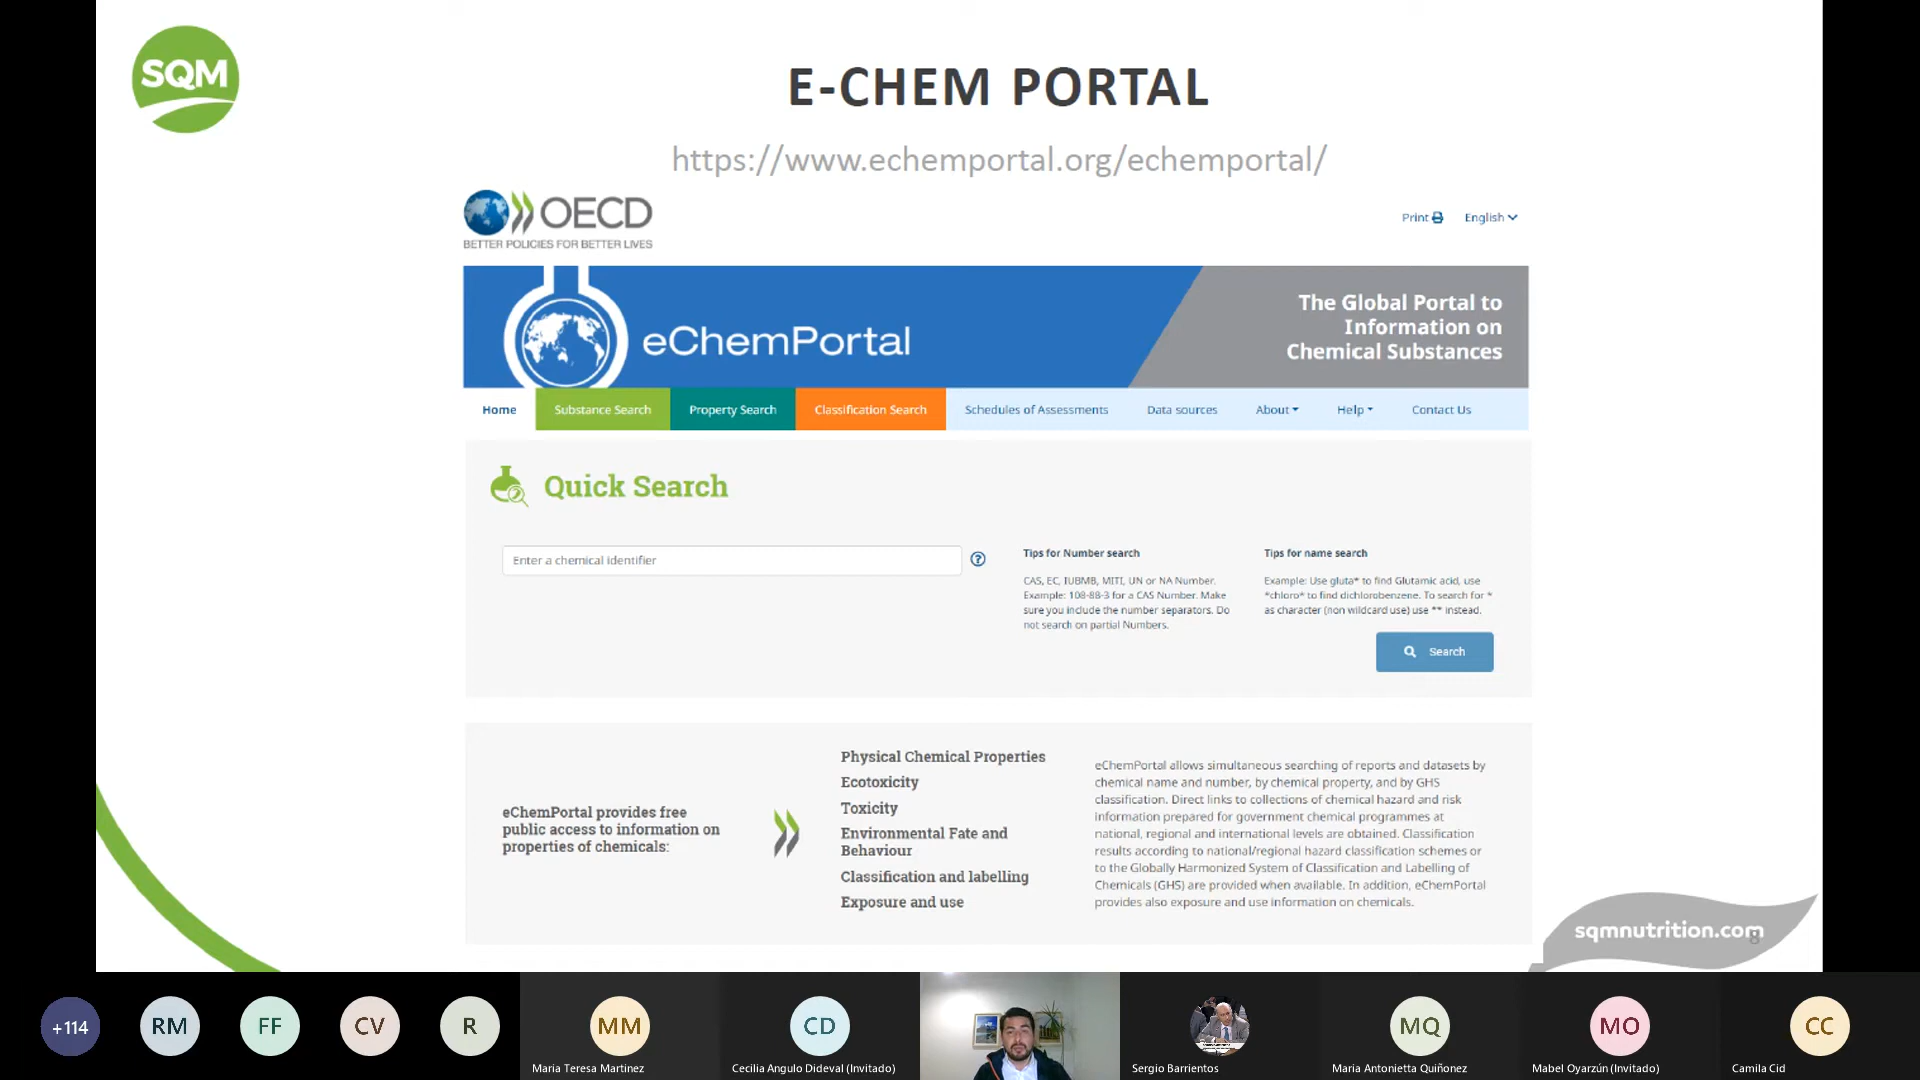 SQM
E-CHEM PORTAL
https://www.echemportal.org/echemportal/
OECD
BETTER POLICIES FOR BETTER LIVES
Print
English
eChemPortal
The Global Portal to
Information on
Chemical Substances
Home
Substance Search
Property Search
Classification Search
Schedules of Assessments
Data sources
About
Help
Contact Us
Quick Search
Enter a chemical identifier
?
Tips for Number search
CAS, EC, IUBMB, MITI, UN or NA Number.
Example: 108-88-3 for a CAS Number. Make
sure you include the number separators. Do
not search on partial Numbers.
Tips for name search
Example: Use gluta* to find Glutamic acid, use
*chloro* to find dichlorobenzene. To search for *
as character (non wildcard use) use ** instead.
Search
eChemPortal provides free
public access to information on
properties of chemicals:
Physical Chemical Properties
Ecotoxicity
Toxicity
Environmental Fate and
Behaviour
Classification and labelling
Exposure and use
eChemPortal allows simultaneous searching of reports and datasets by
chemical name and number, by chemical property, and by GHS
classification. Direct links to collections of chemical hazard and risk
information prepared for government chemical programmes at
national, regional and international levels are obtained. Classification
results according to national/regional hazard classification schemes or
to the Globally Harmonized System of Classification and Labelling of
Chemicals (GHS) are provided when available. In addition, eChemPortal
provides also exposure and use information on chemicals.
sqmnutrition.com
8
+114
RM
FF
CV
R
MM
Maria Teresa Martinez
CD
Cecilia Angulo Dideval (Invitado)
Sergio Barrientos
MQ
Maria Antonietta Quiñonez
MO
Mabel Oyarzún (Invitado)
CC
Camila Cid